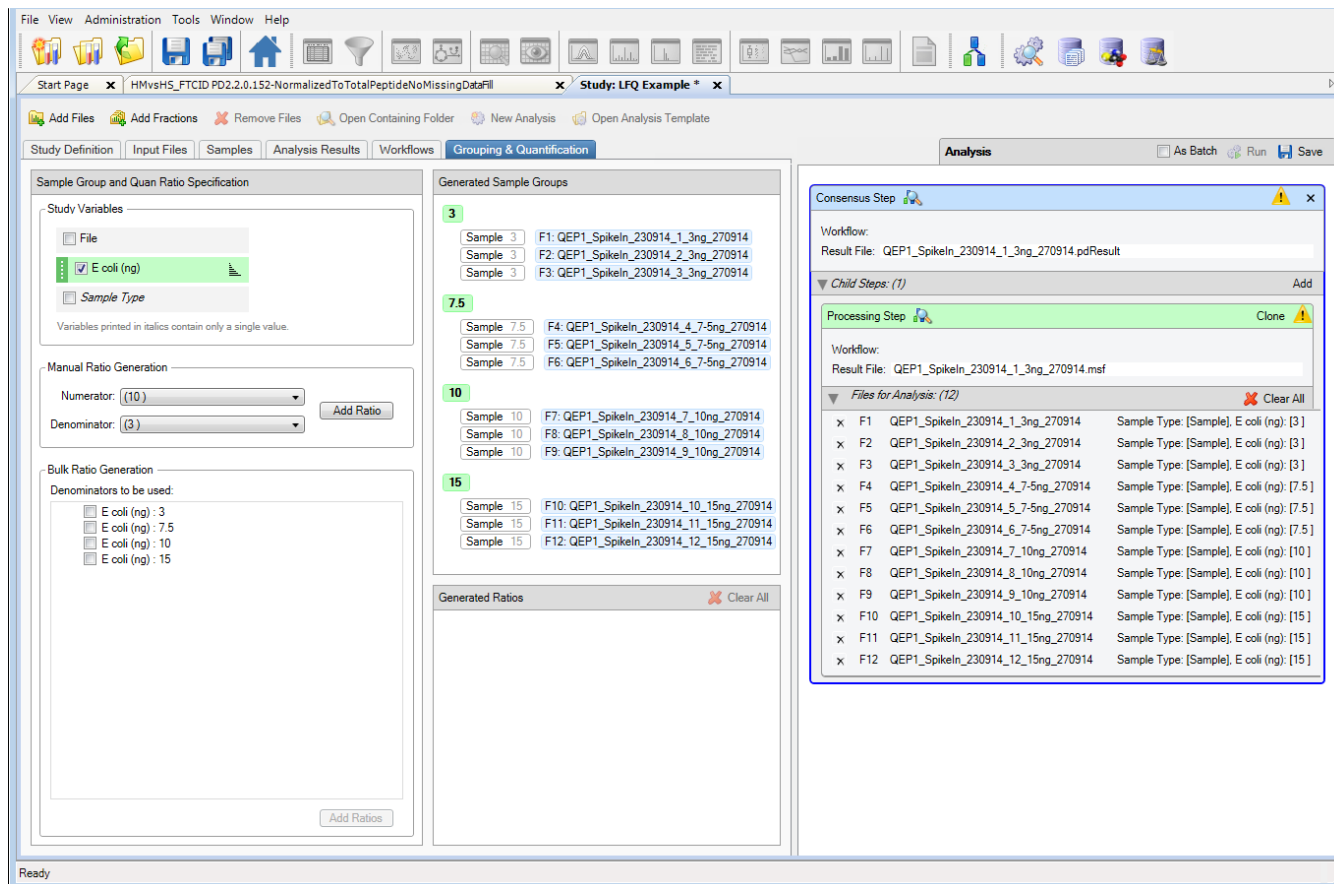 File View Administration Tools Window Help
Start Page x HMvsHS_FTCID PD2.2.0.152-NormalizedToTotalPeptideNoMissingDataFill x Study: LFQ Example * x
Add Files Add Fractions Remove Files Open Containing Folder New Analysis Open Analysis Template
Study Definition Input Files Samples Analysis Results Workflows Grouping & Quantification
Analysis As Batch Run Save
Sample Group and Quan Ratio Specification
Study Variables
File
E coli (ng)
Sample Type
Variables printed in italics contain only a single value.
Manual Ratio Generation
Numerator: (10 )
Denominator: (3 )
Add Ratio
Bulk Ratio Generation
Denominators to be used:
E coli (ng) : 3
E coli (ng) : 7.5
E coli (ng) : 10
E coli (ng) : 15
Add Ratios
Generated Sample Groups
3
Sample 3 F1: QEP1_SpikeIn_230914_1_3ng_270914
Sample 3 F2: QEP1_SpikeIn_230914_2_3ng_270914
Sample 3 F3: QEP1_SpikeIn_230914_3_3ng_270914
7.5
Sample 7.5 F4: QEP1_SpikeIn_230914_4_7-5ng_270914
Sample 7.5 F5: QEP1_SpikeIn_230914_5_7-5ng_270914
Sample 7.5 F6: QEP1_SpikeIn_230914_6_7-5ng_270914
10
Sample 10 F7: QEP1_SpikeIn_230914_7_10ng_270914
Sample 10 F8: QEP1_SpikeIn_230914_8_10ng_270914
Sample 10 F9: QEP1_SpikeIn_230914_9_10ng_270914
15
Sample 15 F10: QEP1_SpikeIn_230914_10_15ng_270914
Sample 15 F11: QEP1_SpikeIn_230914_11_15ng_270914
Sample 15 F12: QEP1_SpikeIn_230914_12_15ng_270914
Generated Ratios Clear All
Consensus Step x
Workflow:
Result File: QEP1_SpikeIn_230914_1_3ng_270914.pdResult
Child Steps: (1) Add
Processing Step Clone
Workflow:
Result File: QEP1_SpikeIn_230914_1_3ng_270914.msf
Files for Analysis: (12) Clear All
x F1 QEP1_SpikeIn_230914_1_3ng_270914 Sample Type: [Sample], E coli (ng): [3 ]
x F2 QEP1_SpikeIn_230914_2_3ng_270914 Sample Type: [Sample], E coli (ng): [3 ]
x F3 QEP1_SpikeIn_230914_3_3ng_270914 Sample Type: [Sample], E coli (ng): [3 ]
x F4 QEP1_SpikeIn_230914_4_7-5ng_270914 Sample Type: [Sample], E coli (ng): [7.5 ]
x F5 QEP1_SpikeIn_230914_5_7-5ng_270914 Sample Type: [Sample], E coli (ng): [7.5 ]
x F6 QEP1_SpikeIn_230914_6_7-5ng_270914 Sample Type: [Sample], E coli (ng): [7.5 ]
x F7 QEP1_SpikeIn_230914_7_10ng_270914 Sample Type: [Sample], E coli (ng): [10 ]
x F8 QEP1_SpikeIn_230914_8_10ng_270914 Sample Type: [Sample], E coli (ng): [10 ]
x F9 QEP1_SpikeIn_230914_9_10ng_270914 Sample Type: [Sample], E coli (ng): [10 ]
x F10 QEP1_SpikeIn_230914_10_15ng_270914 Sample Type: [Sample], E coli (ng): [15 ]
x F11 QEP1_SpikeIn_230914_11_15ng_270914 Sample Type: [Sample], E coli (ng): [15 ]
x F12 QEP1_SpikeIn_230914_12_15ng_270914 Sample Type: [Sample], E coli (ng): [15 ]
Ready